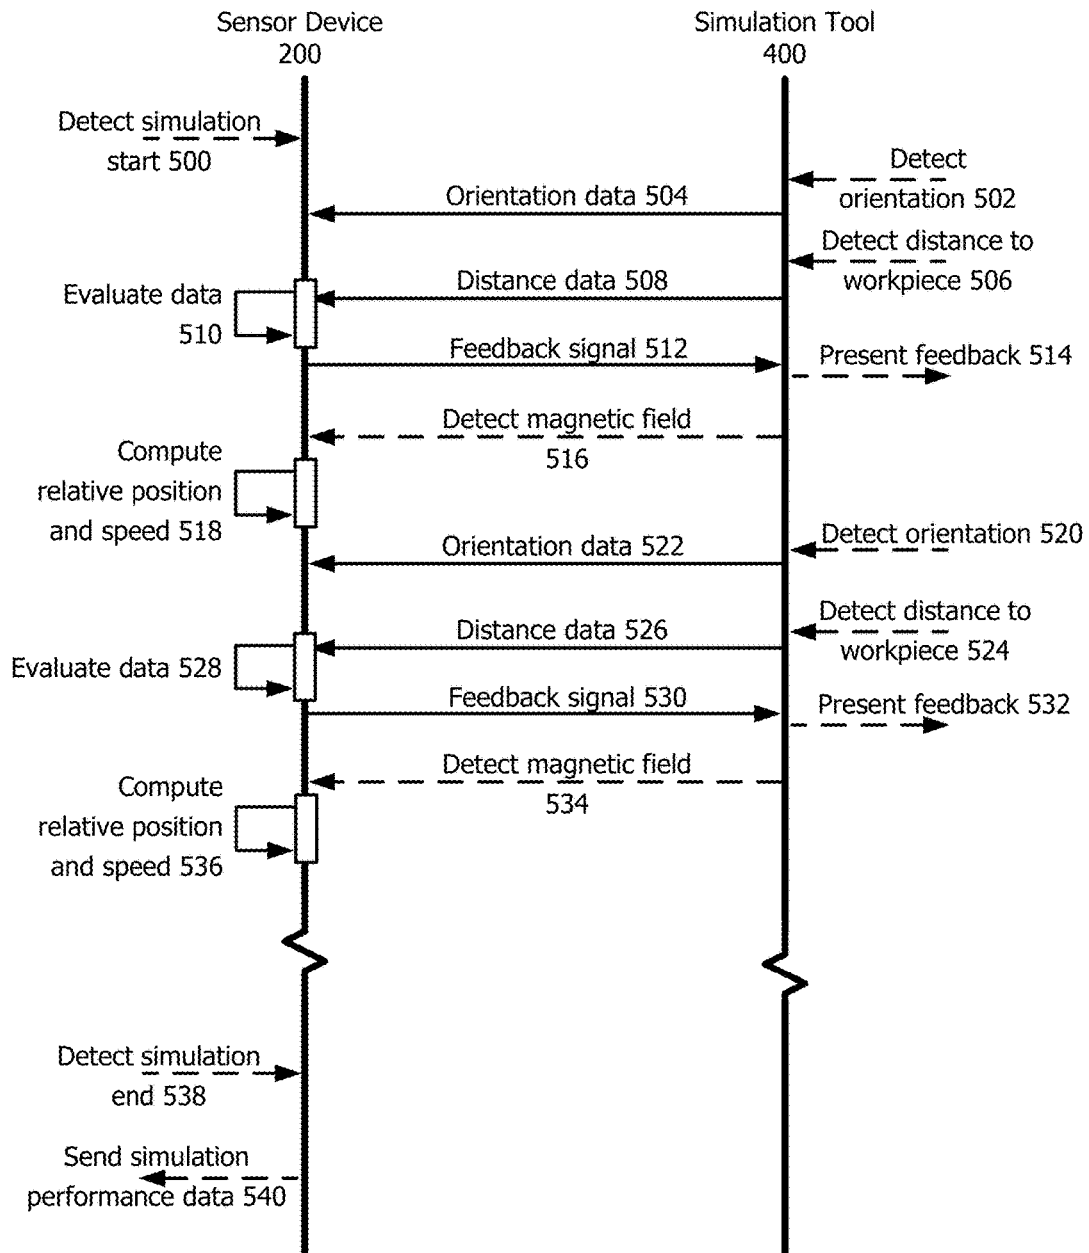 Sensor Device
200
Simulation Tool
400
Detect simulation
start 500
Detect
orientation 502
Orientation data 504
Detect distance to
workpiece 506
Distance data 508
Evaluate data
510
Feedback signal 512
Present feedback 514
Detect magnetic field
516
Compute
relative position
and speed 518
Detect orientation 520
Orientation data 522
Detect distance to
workpiece 524
Distance data 526
Evaluate data 528
Feedback signal 530
Present feedback 532
Detect magnetic field
534
Compute
relative position
and speed 536
Detect simulation
end 538
Send simulation
performance data 540